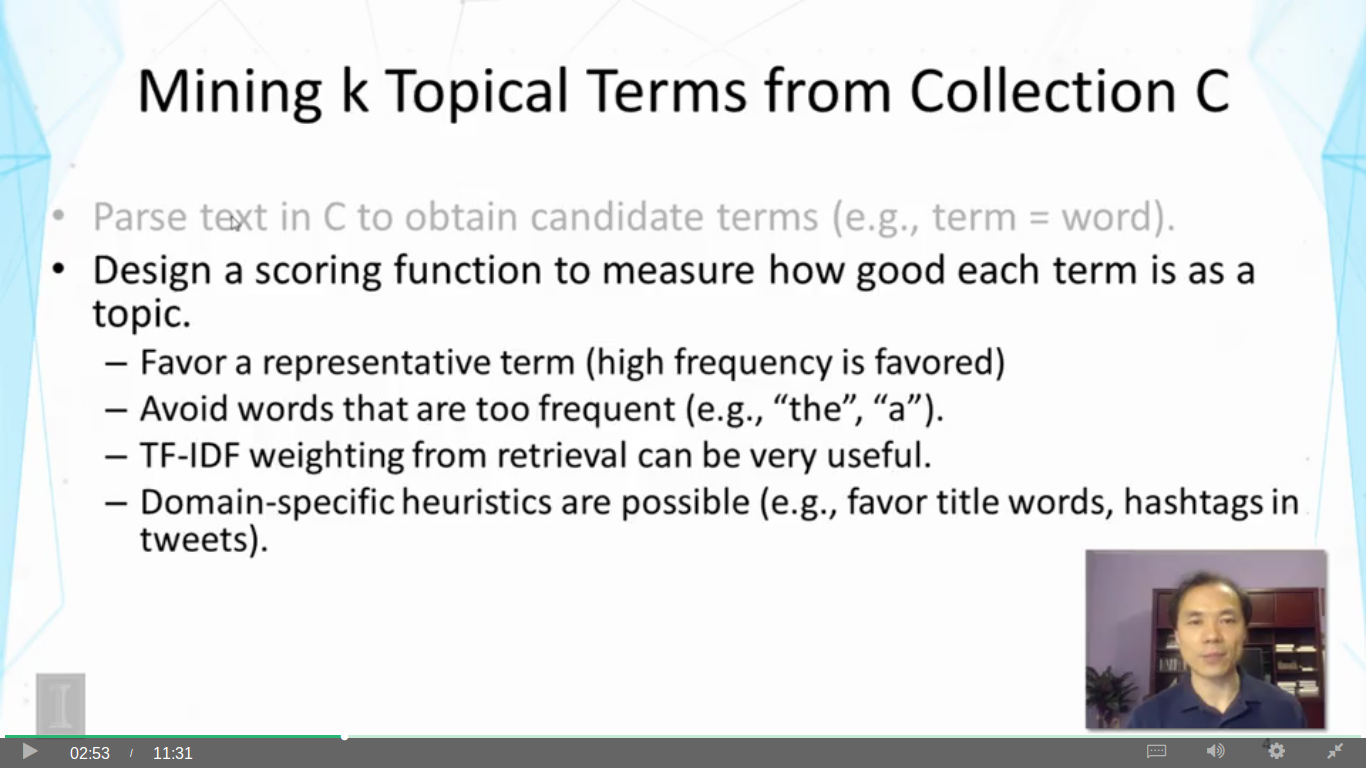 Mining k Topical Terms from Collection C
• Parse text in C to obtain candidate terms (e.g., term = word).
• Design a scoring function to measure how good each term is as a
topic.
– Favor a representative term (high frequency is favored)
– Avoid words that are too frequent (e.g., “the”, “a”).
– TF-IDF weighting from retrieval can be very useful.
– Domain-specific heuristics are possible (e.g., favor title words, hashtags in
tweets).
I
02:53 / 11:31